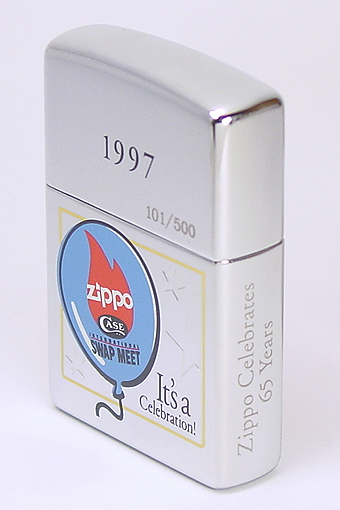 1997
101/500
zippo
CASE
INTERNATIONAL
SWAP MEET
It's a
Celebration!
Zippo Celebrates
65 Years